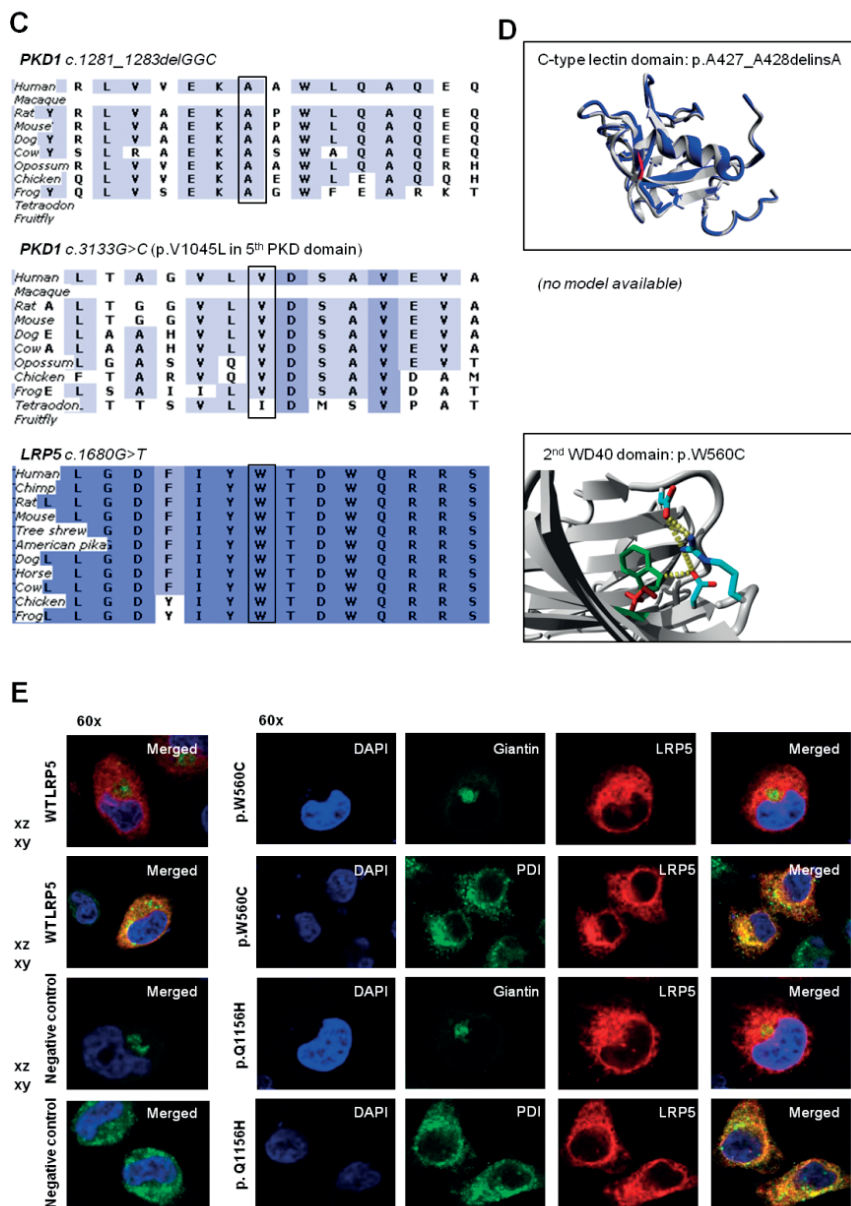 C
PKD1 c.1281_1283delGGC
Human R L V V E K A A W L Q A Q E Q
Macaque
Rat Y R L V A E K A P W L Q A Q E Q
Mouse R L V A E K A P W L Q A Q E Q
Dog Y R L V A E K A A W L Q A Q E Q
Cow Y S L R A E K A S W A Q A Q E Q
Opossum R L V V E K A A W L Q A Q R H
Chicken Q L V V E K A E W L E A Q Q H
Frog Y Q L V S E K A G W F E A R K T
Tetraodon
Fruitfly
PKD1 c.3133G>C (p.V1045L in 5th PKD domain)
Human L T A G V L V D S A V E V A
Macaque
Rat A L T G G V L V D S A V E V A
Mouse L T G G V L V D S A V E V A
Dog E L A A H V L V D S A V E V A
Cow A L A A H V L V D S A V E V A
Opossum L G A S V Q V D S A V E V T
Chicken F T A R V Q V D S A V D A M
Frog E L S A I I L V D S A V D A T
Tetraodon L T T S V L I D M S V P A T
Fruitfly
LRP5 c.1680G>T
Human L G D F I Y W T D W Q R R S
Chimp L G D F I Y W T D W Q R R S
Rat L L G D F I Y W T D W Q R R S
Mouse L G D F I Y W T D W Q R R S
Tree shrew G D F I Y W T D W Q R R S
American pika G D F I Y W T D W Q R R S
Dog L L G D F I Y W T D W Q R R S
Horse L G D F I Y W T D W Q R R S
Cow L L G D F I Y W T D W Q R R S
Chicken L G D Y I Y W T D W Q R R S
Frog L L G D Y I Y W T D W Q R R S
D
C-type lectin domain: p.A427_A428delinsA
(no model available)
2nd WD40 domain: p.W560C
E
60x
60x
WTLRP5
xz
xy
Merged
p.W560C
DAPI
Giantin
LRP5
Merged
WTLRP5
xz
xy
Merged
p.W560C
DAPI
PDI
LRP5
Merged
Negative control
xz
xy
Merged
p.Q1156H
DAPI
Giantin
LRP5
Merged
Negative control
Merged
p. Q1156H
DAPI
PDI
LRP5
Merged